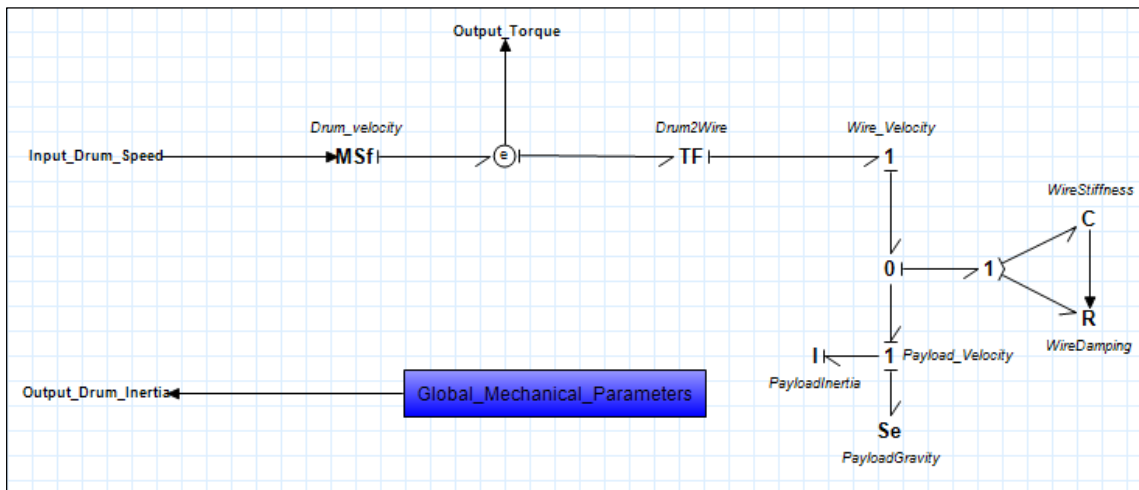 Output_Torque
Drum_velocity
Drum2Wire
Wire_Velocity
Input_Drum_Speed
MSf
e
TF
1
WireStiffness
C
0
1
R
WireDamping
I
1
Payload_Velocity
PayloadInertia
Output_Drum_Inertia
Global_Mechanical_Parameters
Se
PayloadGravity